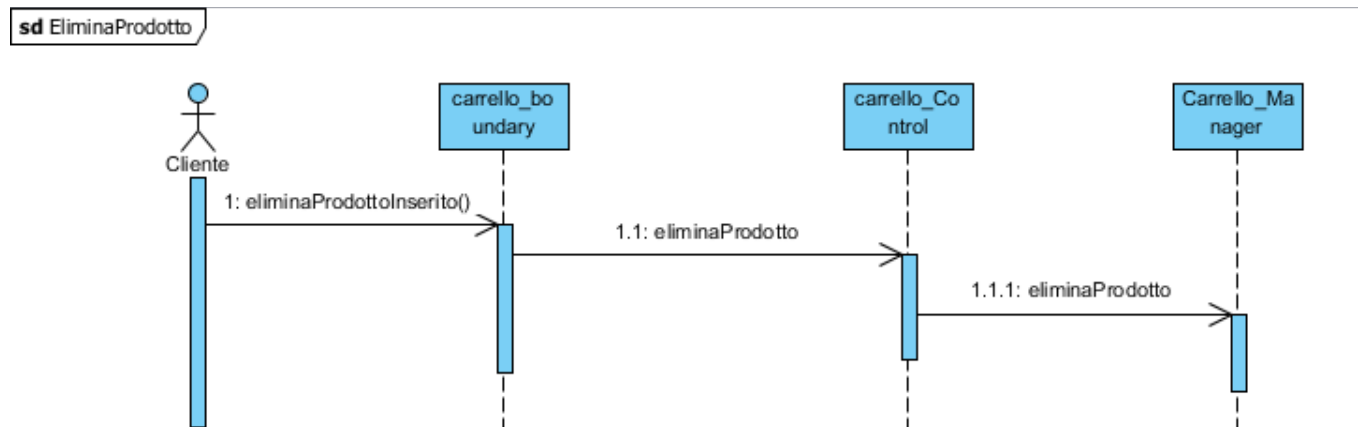 sd EliminaProdotto
carrello_bo
undary
carrello_Co
ntrol
Carrello_Ma
nager
Cliente
1: eliminaProdottoInserito()
1.1: eliminaProdotto
1.1.1: eliminaProdotto